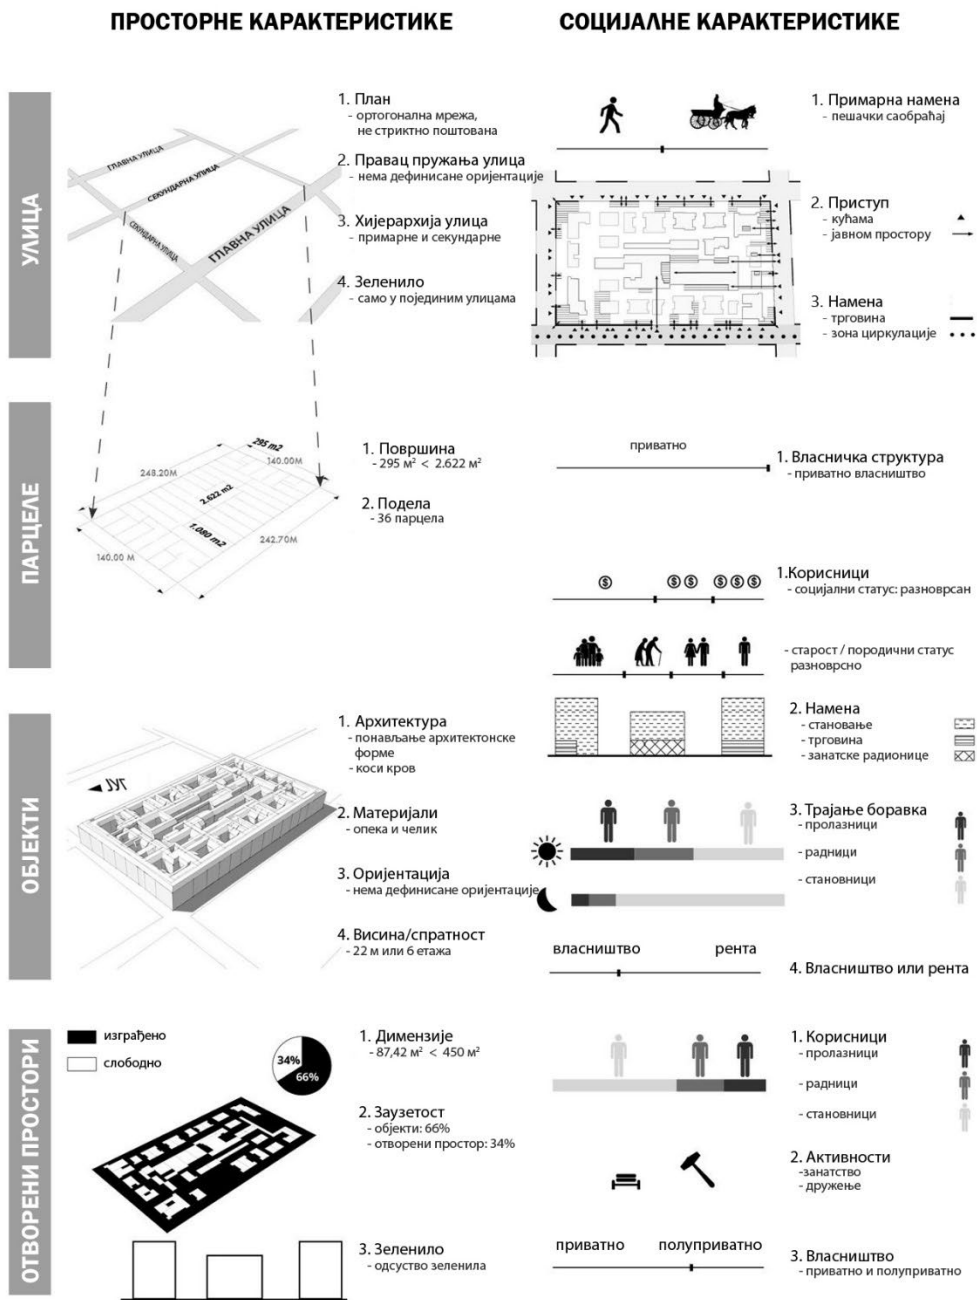 ПРОСТОРНЕ КАРАКТЕРИСТИКЕ
СОЦИЈАЛНЕ КАРАКТЕРИСТИКЕ
УЛИЦА
ГЛАВНА УЛИЦА
СЕКУНДАРНА УЛИЦА
СЕКУНДАРНА УЛИЦА
ГЛАВНА УЛИЦА
1. План
- ортогонална мрежа,
не стриктно поштована
2. Правац пружања улица
- нема дефинисане оријентације
3. Хијерархија улица
- примарне и секундарне
4. Зеленило
- само у појединим улицама
1. Примарна намена
- пешачки саобраћај
2. Приступ
- кућама
- јавном простору
3. Намена
- трговина
- зона циркулације
ПАРЦЕЛЕ
295 m2
248.20M
140.00M
2.622 m2
1.080 m2
140.00 M
242.70M
1. Површина
- 295 м² < 2.622 м²
2. Подела
- 36 парцела
приватно
1. Власничка структура
- приватно власништво
1.Корисници
- социјални статус: разноврсан
- старост / породични статус
разноврсно
ОБЈЕКТИ
ЈУГ
1. Архитектура
- понављање архитектонске
форме
- коси кров
2. Материјали
- опека и челик
3. Оријентација
- нема дефинисане оријентације
4. Висина/спратност
- 22 м или 6 етажа
2. Намена
- становање
- трговина
- занатске радионице
3. Трајање боравка
- пролазници
- радници
- становници
власништво
рента
4. Власништво или рента
ОТВОРЕНИ ПРОСТОРИ
изграђено
слободно
34%
66%
1. Димензије
- 87,42 м² < 450 м²
2. Заузетост
- објекти: 66%
- отворени простор: 34%
3. Зеленило
- одсуство зеленила
1. Корисници
- пролазници
- радници
- становници
2. Активности
-занатство
- дружење
приватно
полуприватно
3. Власништво
- приватно и полуприватно